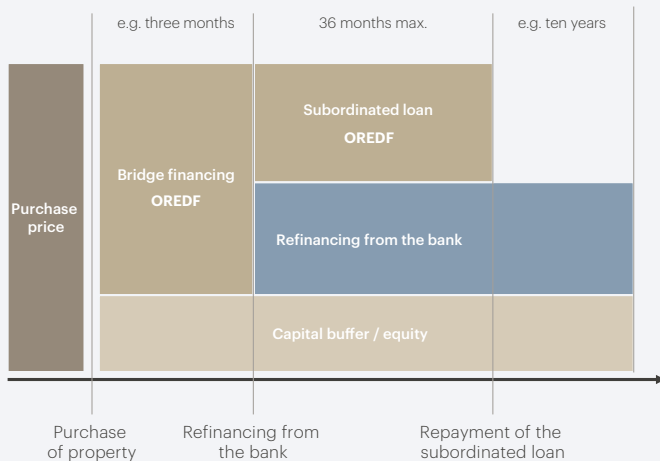 e.g. three months
36 months max.
e.g. ten years
Purchase
price
Bridge financing
OREDF
Subordinated loan
OREDF
Refinancing from the bank
Capital buffer / equity
Purchase
of property
Refinancing from
the bank
Repayment of the
subordinated loan